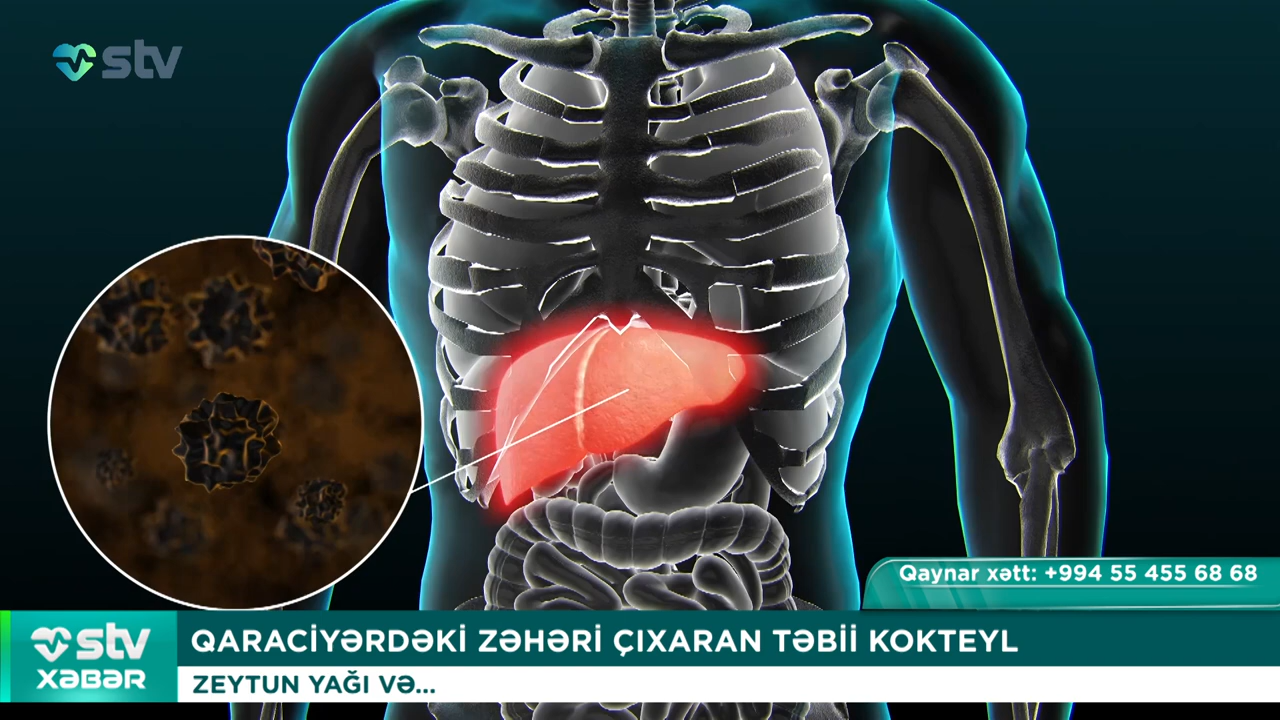 stv
Qaynar xətt: +994 55 455 68 68
stv
XƏBƏR
QARACİYƏRDƏKİ ZƏHƏRİ ÇIXARAN TƏBİİ KOKTEYL
ZEYTUN YAĞI VƏ...